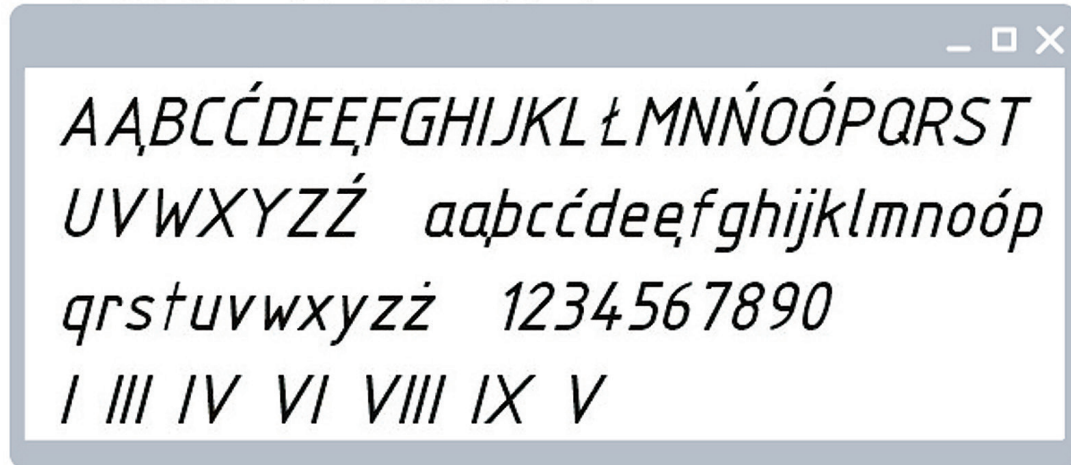 AĄBCĆDEĘFGHIJKLŁMNŃOÓPQRST
UVWXYZŹ aąbcćdeęfghijklmnoóp
qrstuvwxyzż 1234567890
I III IV VI VIII IX V